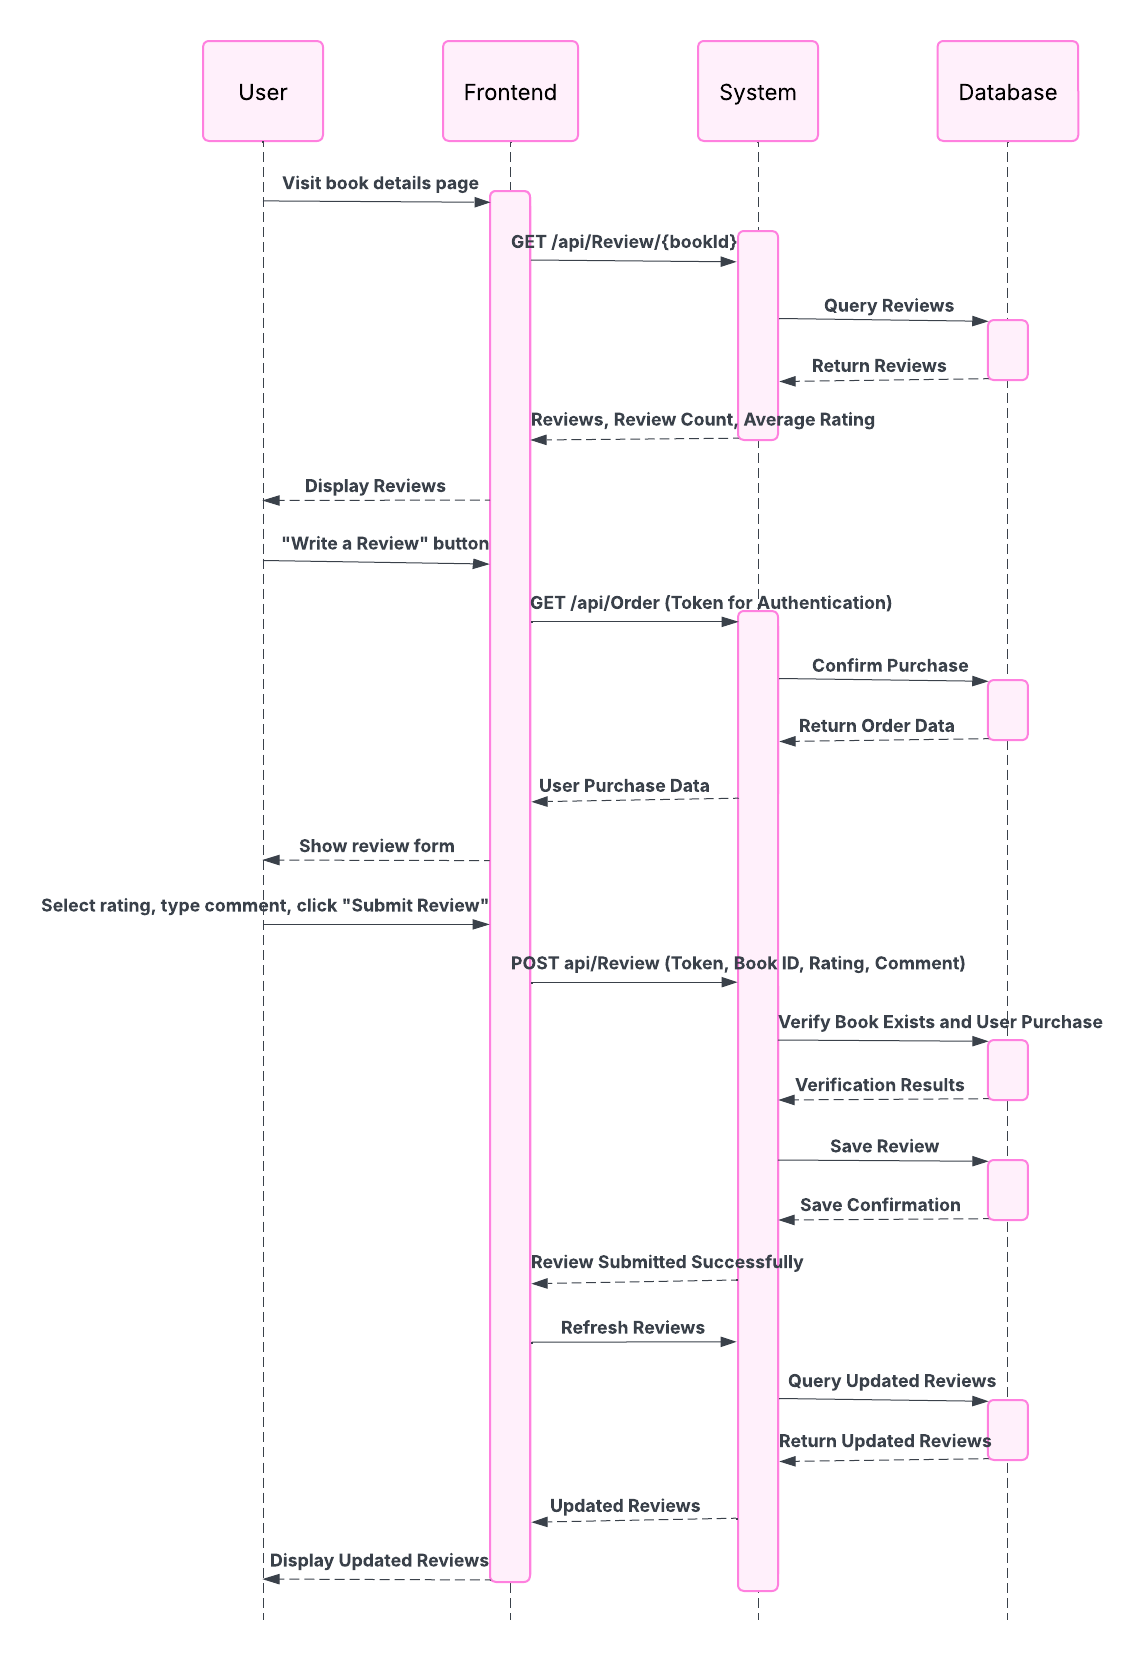 User
Frontend
System
Database
Visit book details page
GET /api/Review/{bookId}
Query Reviews
Return Reviews
Reviews, Review Count, Average Rating
Display Reviews
"Write a Review" button
GET /api/Order (Token for Authentication)
Confirm Purchase
Return Order Data
User Purchase Data
Show review form
Select rating, type comment, click "Submit Review"
POST api/Review (Token, Book ID, Rating, Comment)
Verify Book Exists and User Purchase
Verification Results
Save Review
Save Confirmation
Review Submitted Successfully
Refresh Reviews
Query Updated Reviews
Return Updated Reviews
Updated Reviews
Display Updated Reviews